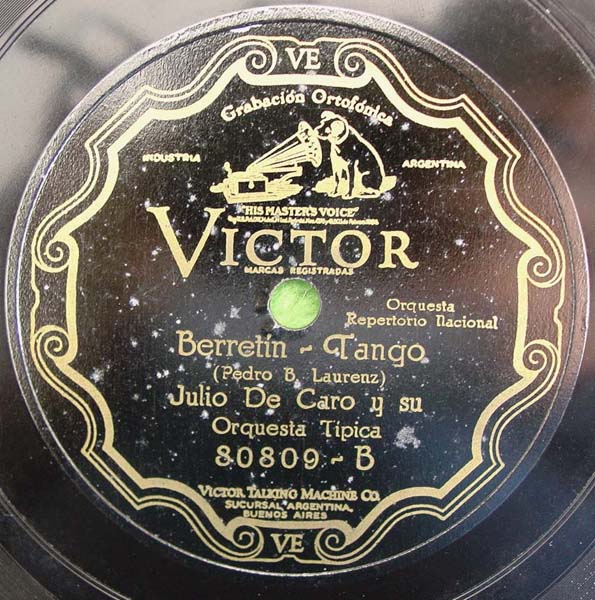 VE
Grabación Ortofónica
INDUSTRIA ARGENTINA
"HIS MASTER'S VOICE"
VICTOR
MARCAS REGISTRADAS
Orquesta
Repertorio Nacional
Berretín - Tango
(Pedro B. Laurenz)
Julio De Caro y su
Orquesta Típica
80809-B
VICTOR TALKING MACHINE CO.
SUCURSAL ARGENTINA,
BUENOS AIRES
VE